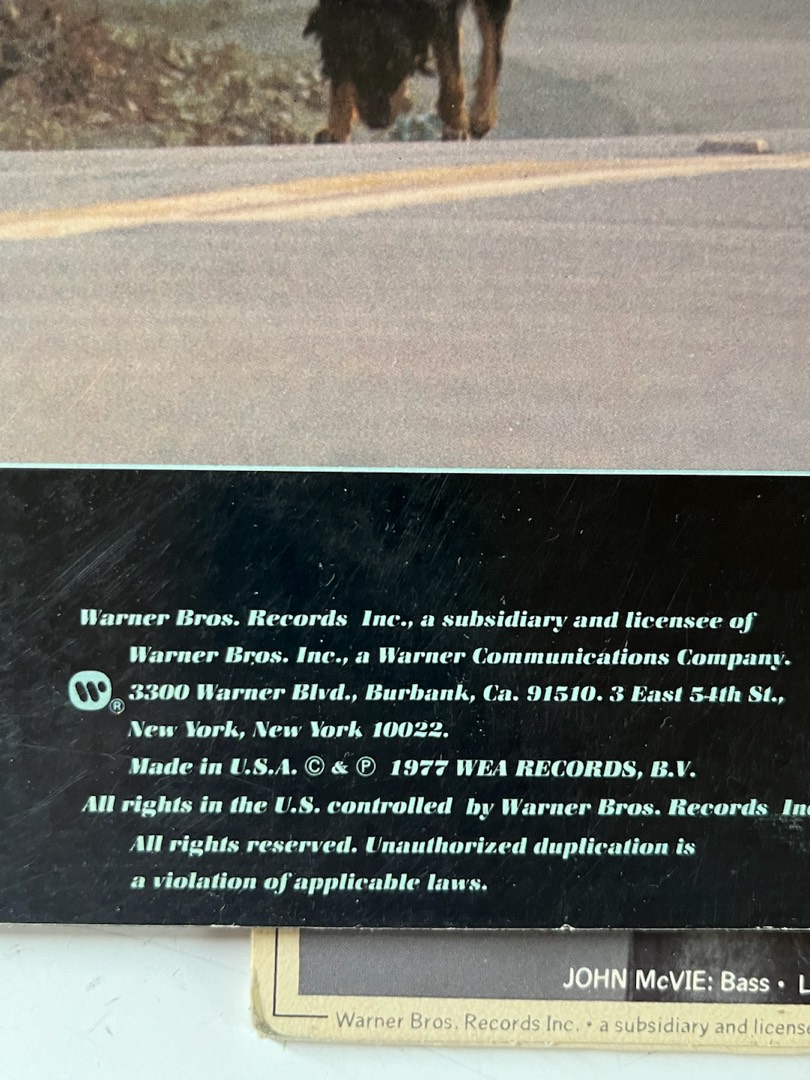 Warner Bros. Records Inc., a subsidiary and licensee of
Warner Bros. Inc., a Warner Communications Company.
W ® 3300 Warner Blvd., Burbank, Ca. 91510. 3 East 54th St.,
New York, New York 10022.
Made in U.S.A. © & ℗ 1977 WEA RECORDS, B.V.
All rights in the U.S. controlled by Warner Bros. Records Inc
All rights reserved. Unauthorized duplication is
a violation of applicable laws.
JOHN McVIE: Bass • L
Warner Bros. Records Inc. • a subsidiary and license